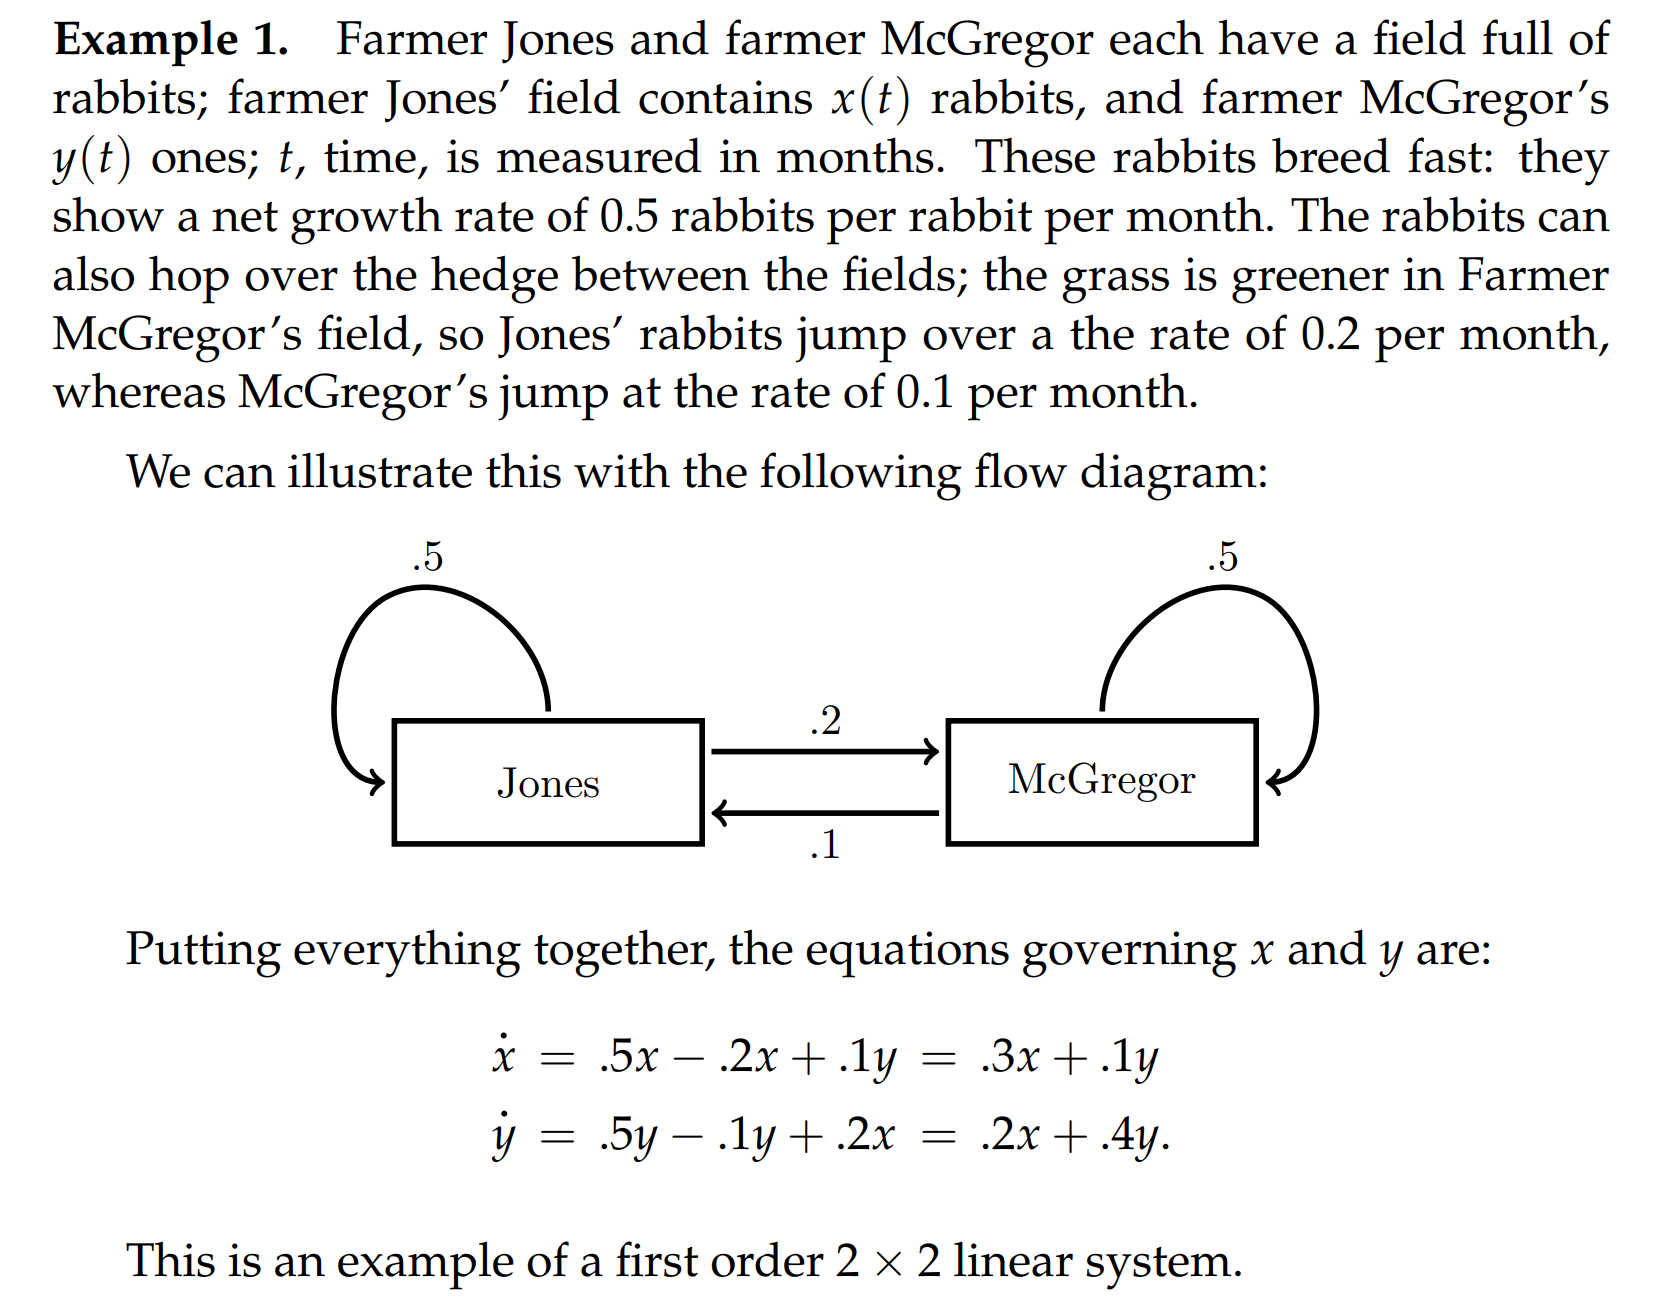 Example 1. Farmer Jones and farmer McGregor each have a field full of
rabbits; farmer Jones’ field contains x(t) rabbits, and farmer McGregor’s
y(t) ones; t, time, is measured in months. These rabbits breed fast: they
show a net growth rate of 0.5 rabbits per rabbit per month. The rabbits can
also hop over the hedge between the fields; the grass is greener in Farmer
McGregor’s field, so Jones’ rabbits jump over a the rate of 0.2 per month,
whereas McGregor’s jump at the rate of 0.1 per month.
We can illustrate this with the following flow diagram:
.5 .5
.2
Jones McGregor
.1
Putting everything together, the equations governing x and y are:
ẋ = .5x − .2x + .1y = .3x + .1y
ẏ = .5y − .1y + .2x = .2x + .4y.
This is an example of a first order 2 × 2 linear system.